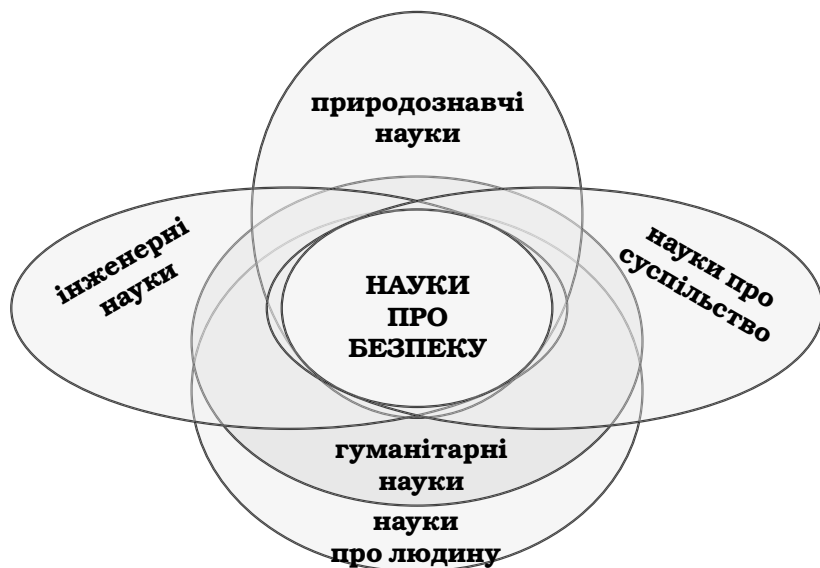 природознавчі
науки
інженерні
науки
науки про
суспільство
НАУКИ
ПРО
БЕЗПЕКУ
гуманітарні
науки
науки
про людину